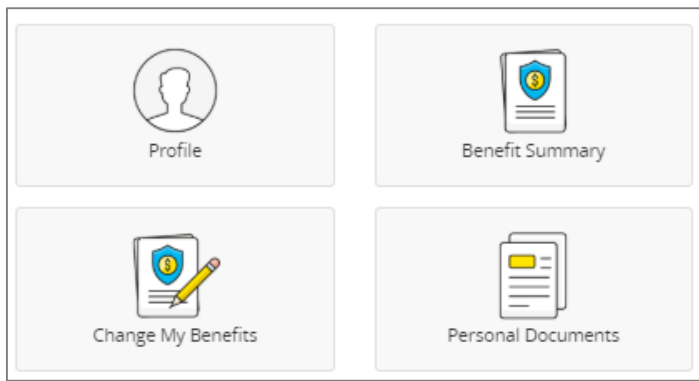 Profile
$
Benefit Summary
$
Change My Benefits
Personal Documents